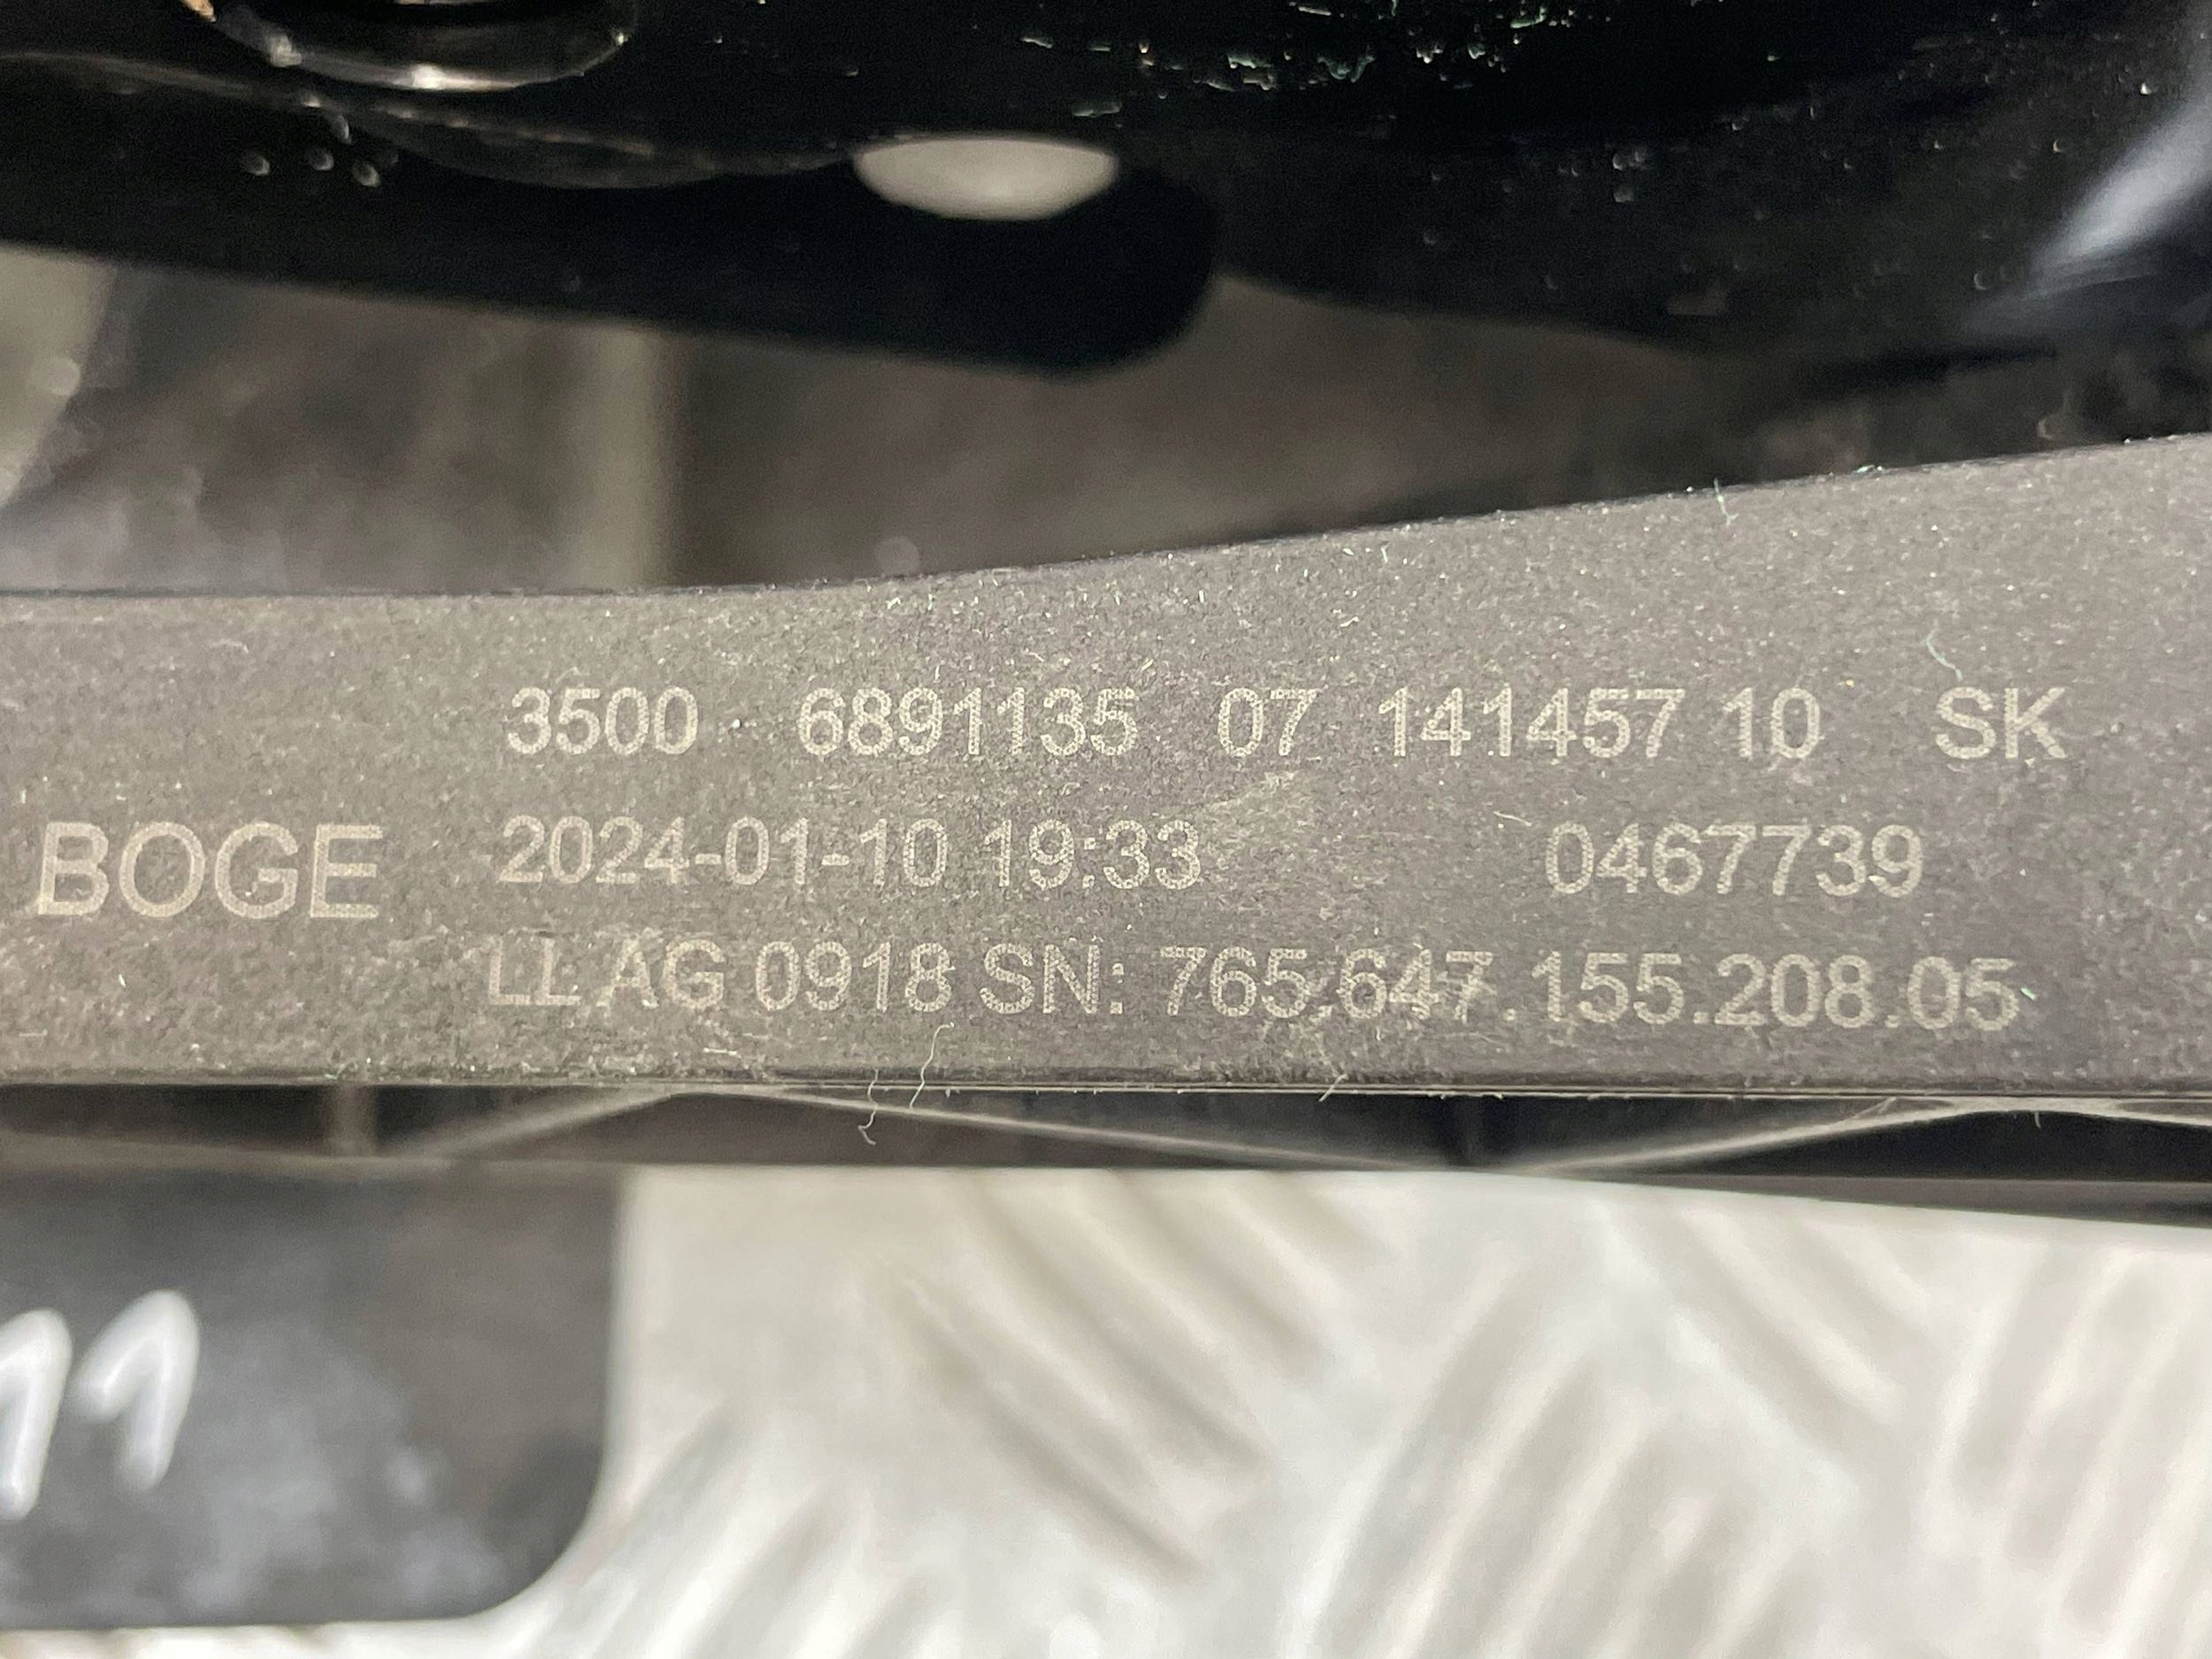 3500 6891135 07 141457 10 SK
BOGE 2024-01-10 19:33 0467739
LL AG 0918 SN: 765.647.155.208.05
11